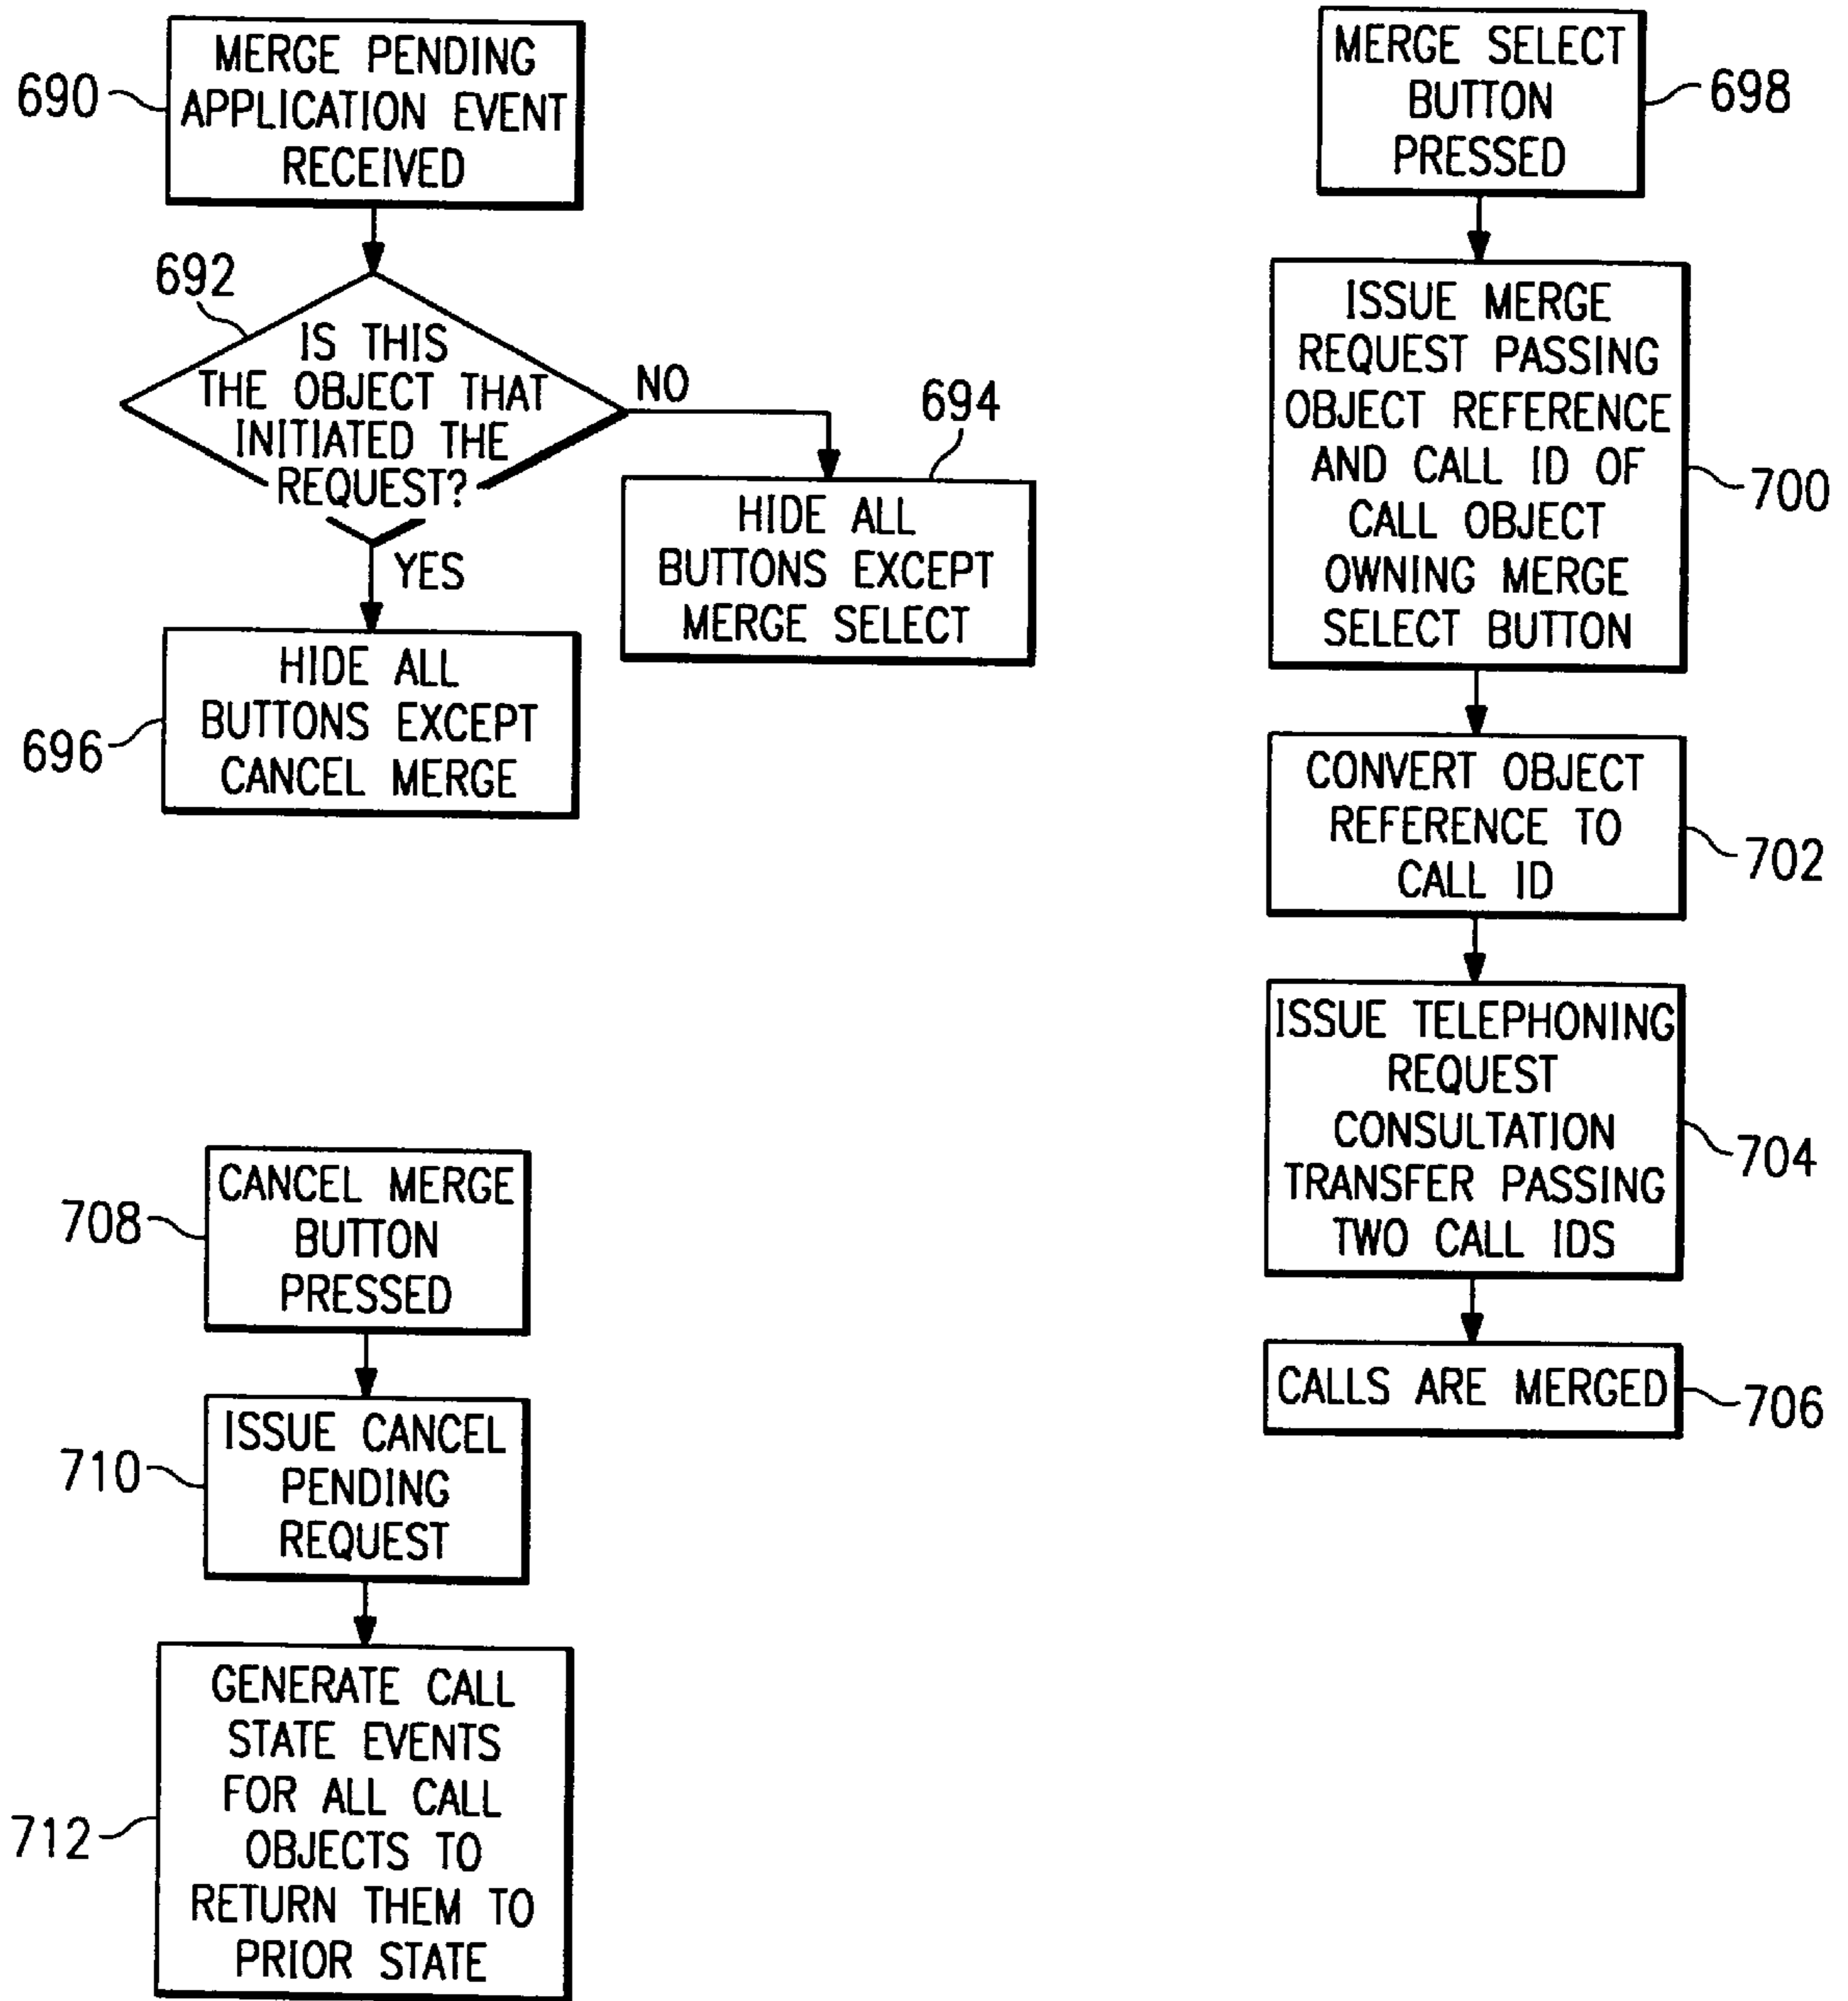 MERGE PENDING
APPLICATION EVENT
RECEIVED
690
692
IS THIS
THE OBJECT THAT
INITIATED THE
REQUEST?
NO
YES
694
HIDE ALL
BUTTONS EXCEPT
MERGE SELECT
HIDE ALL
BUTTONS EXCEPT
CANCEL MERGE
696
MERGE SELECT
BUTTON
PRESSED
698
ISSUE MERGE
REQUEST PASSING
OBJECT REFERENCE
AND CALL ID OF
CALL OBJECT
OWNING MERGE
SELECT BUTTON
700
CONVERT OBJECT
REFERENCE TO
CALL ID
702
ISSUE TELEPHONING
REQUEST
CONSULTATION
TRANSFER PASSING
TWO CALL IDS
704
CALLS ARE MERGED
706
CANCEL MERGE
BUTTON
PRESSED
708
ISSUE CANCEL
PENDING
REQUEST
710
GENERATE CALL
STATE EVENTS
FOR ALL CALL
OBJECTS TO
RETURN THEM TO
PRIOR STATE
712